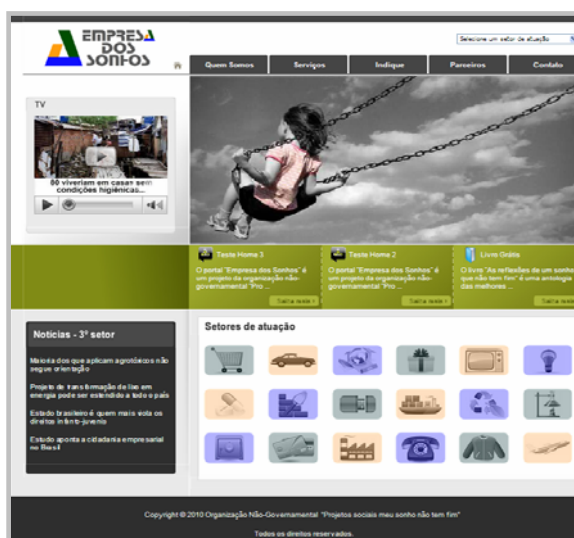 EMPRESA
DOS
SONHOS
Selecione um setor de atuação
Quem Somos
Serviços
Indique
Parceiros
Contato
TV
80 viveriam em casas sem
condições higiênicas...
Teste Home 3
O portal "Empresa dos Sonhos" é
um projeto da organização não-
governamental "Pro ...
Saiba mais
Teste Home 2
O portal "Empresa dos Sonhos" é
um projeto da organização não-
governamental "Pro ...
Saiba mais
Livro Grátis
O livro "As reflexões de um sonho
que não tem fim" é uma antologia
das melhores ...
Saiba mais
Notícias - 3º setor
Maioria dos que aplicam agrotóxicos não
segue orientação
Projeto de transformação de lixo em
energia pode ser estendido a todo o país
Estado brasileiro é quem mais viola os
direitos infanto-juvenis
Estudo aponta a cidadania empresarial
no Brasil
Setores de atuação
Copyright © 2010 Organização Não-Governamental "Projetos sociais meu sonho não tem fim"
Todos os direitos reservados.